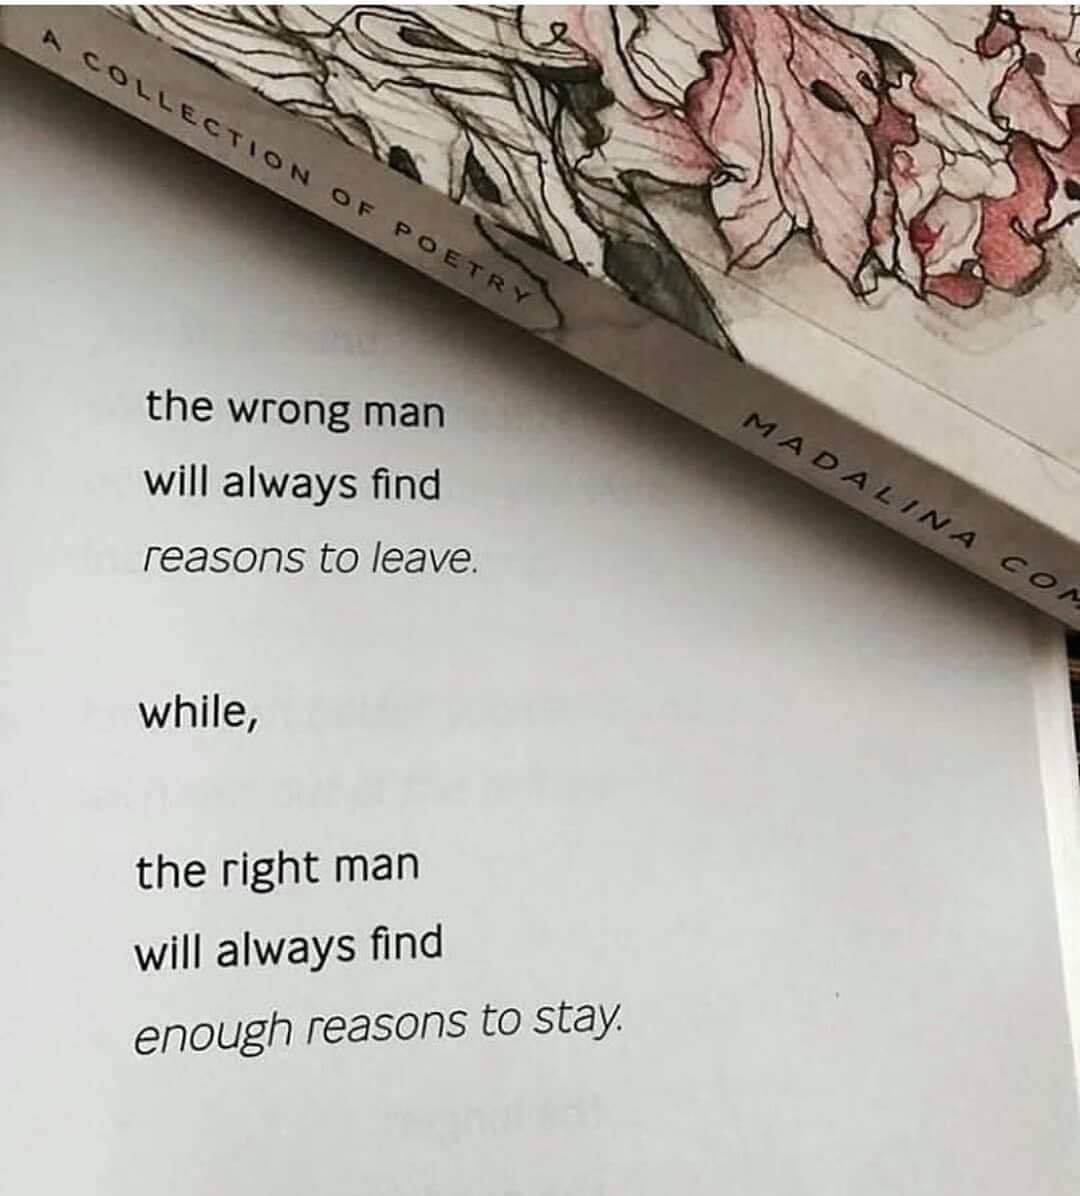 A COLLECTION OF POETRY
MADALINA
the wrong man
will always find
reasons to leave.
while,
the right man
will always find
enough reasons to stay.